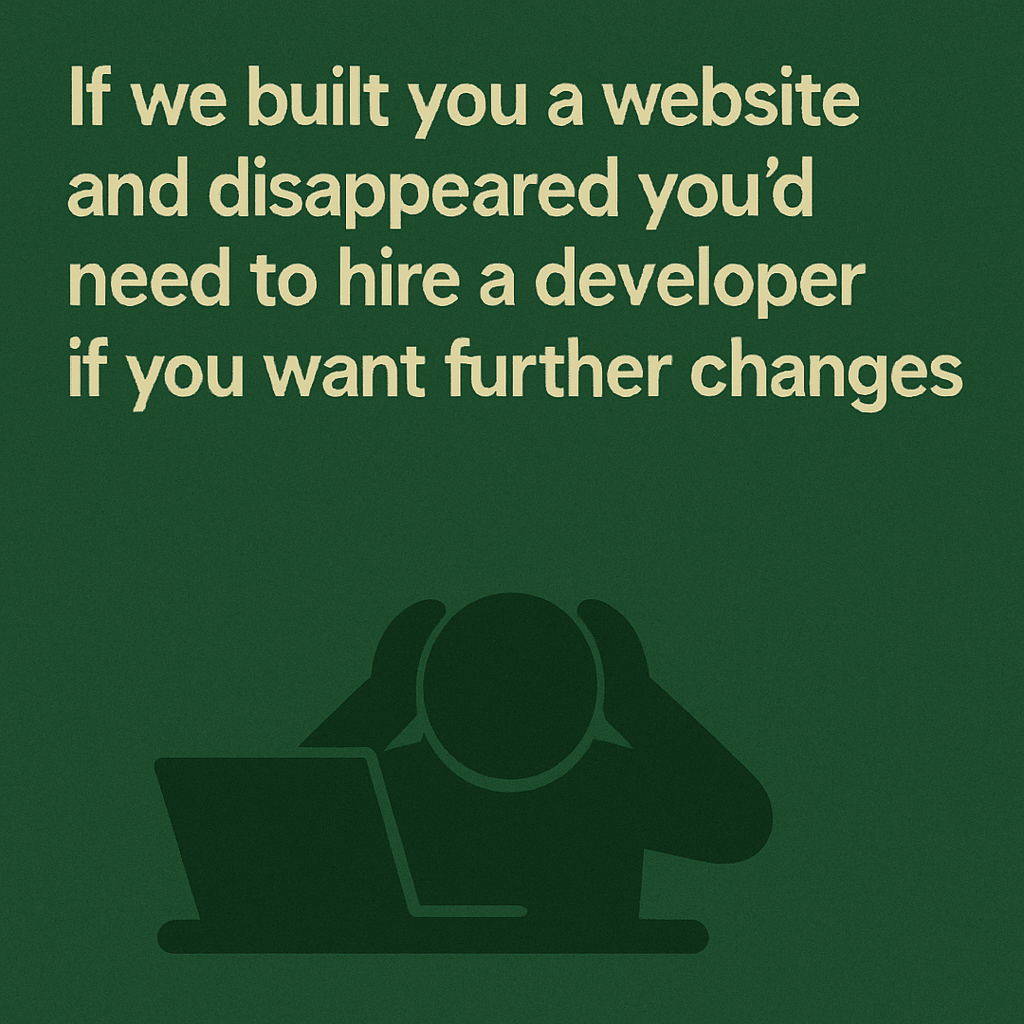 If we built you a website
and disappeared you’d
need to hire a developer
if you want further changes